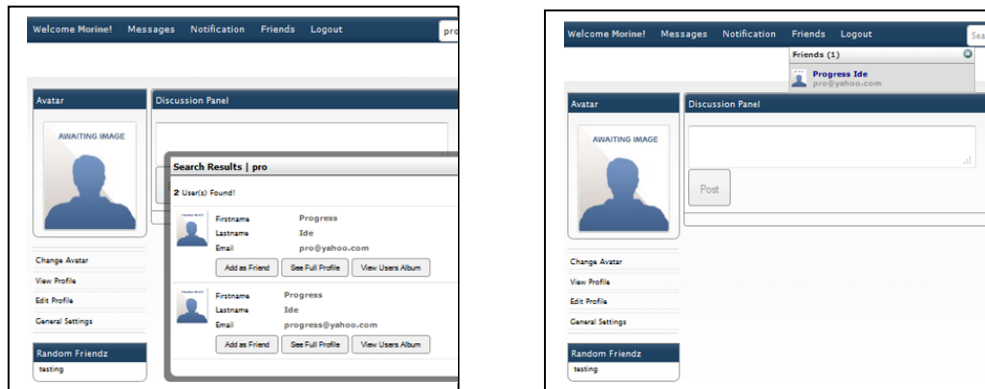 Welcome Morine! Messages Notification Friends Logout pro
Avatar
AWAITING IMAGE
Discussion Panel
Search Results | pro
2 User(s) Found!
Firstname Progress
Lastname Ide
Email pro@yahoo.com
Add as Friend See Full Profile View Users Album
Firstname Progress
Lastname Ide
Email progress@yahoo.com
Add as Friend See Full Profile View Users Album
Change Avatar
View Profile
Edit Profile
General Settings
Random Friendz
testing
Welcome Morine! Messages Notification Friends Logout Sea
Friends (1)
Progress Ide
pro@yahoo.com
Avatar
AWAITING IMAGE
Discussion Panel
Post
Change Avatar
View Profile
Edit Profile
General Settings
Random Friendz
testing